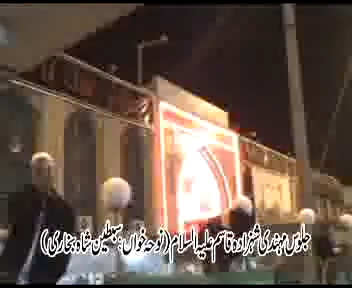 جلوس مہندی شہزادہ قاسم علیہ السلام (نوحہ خواں: سبطین شاہ بخاری)